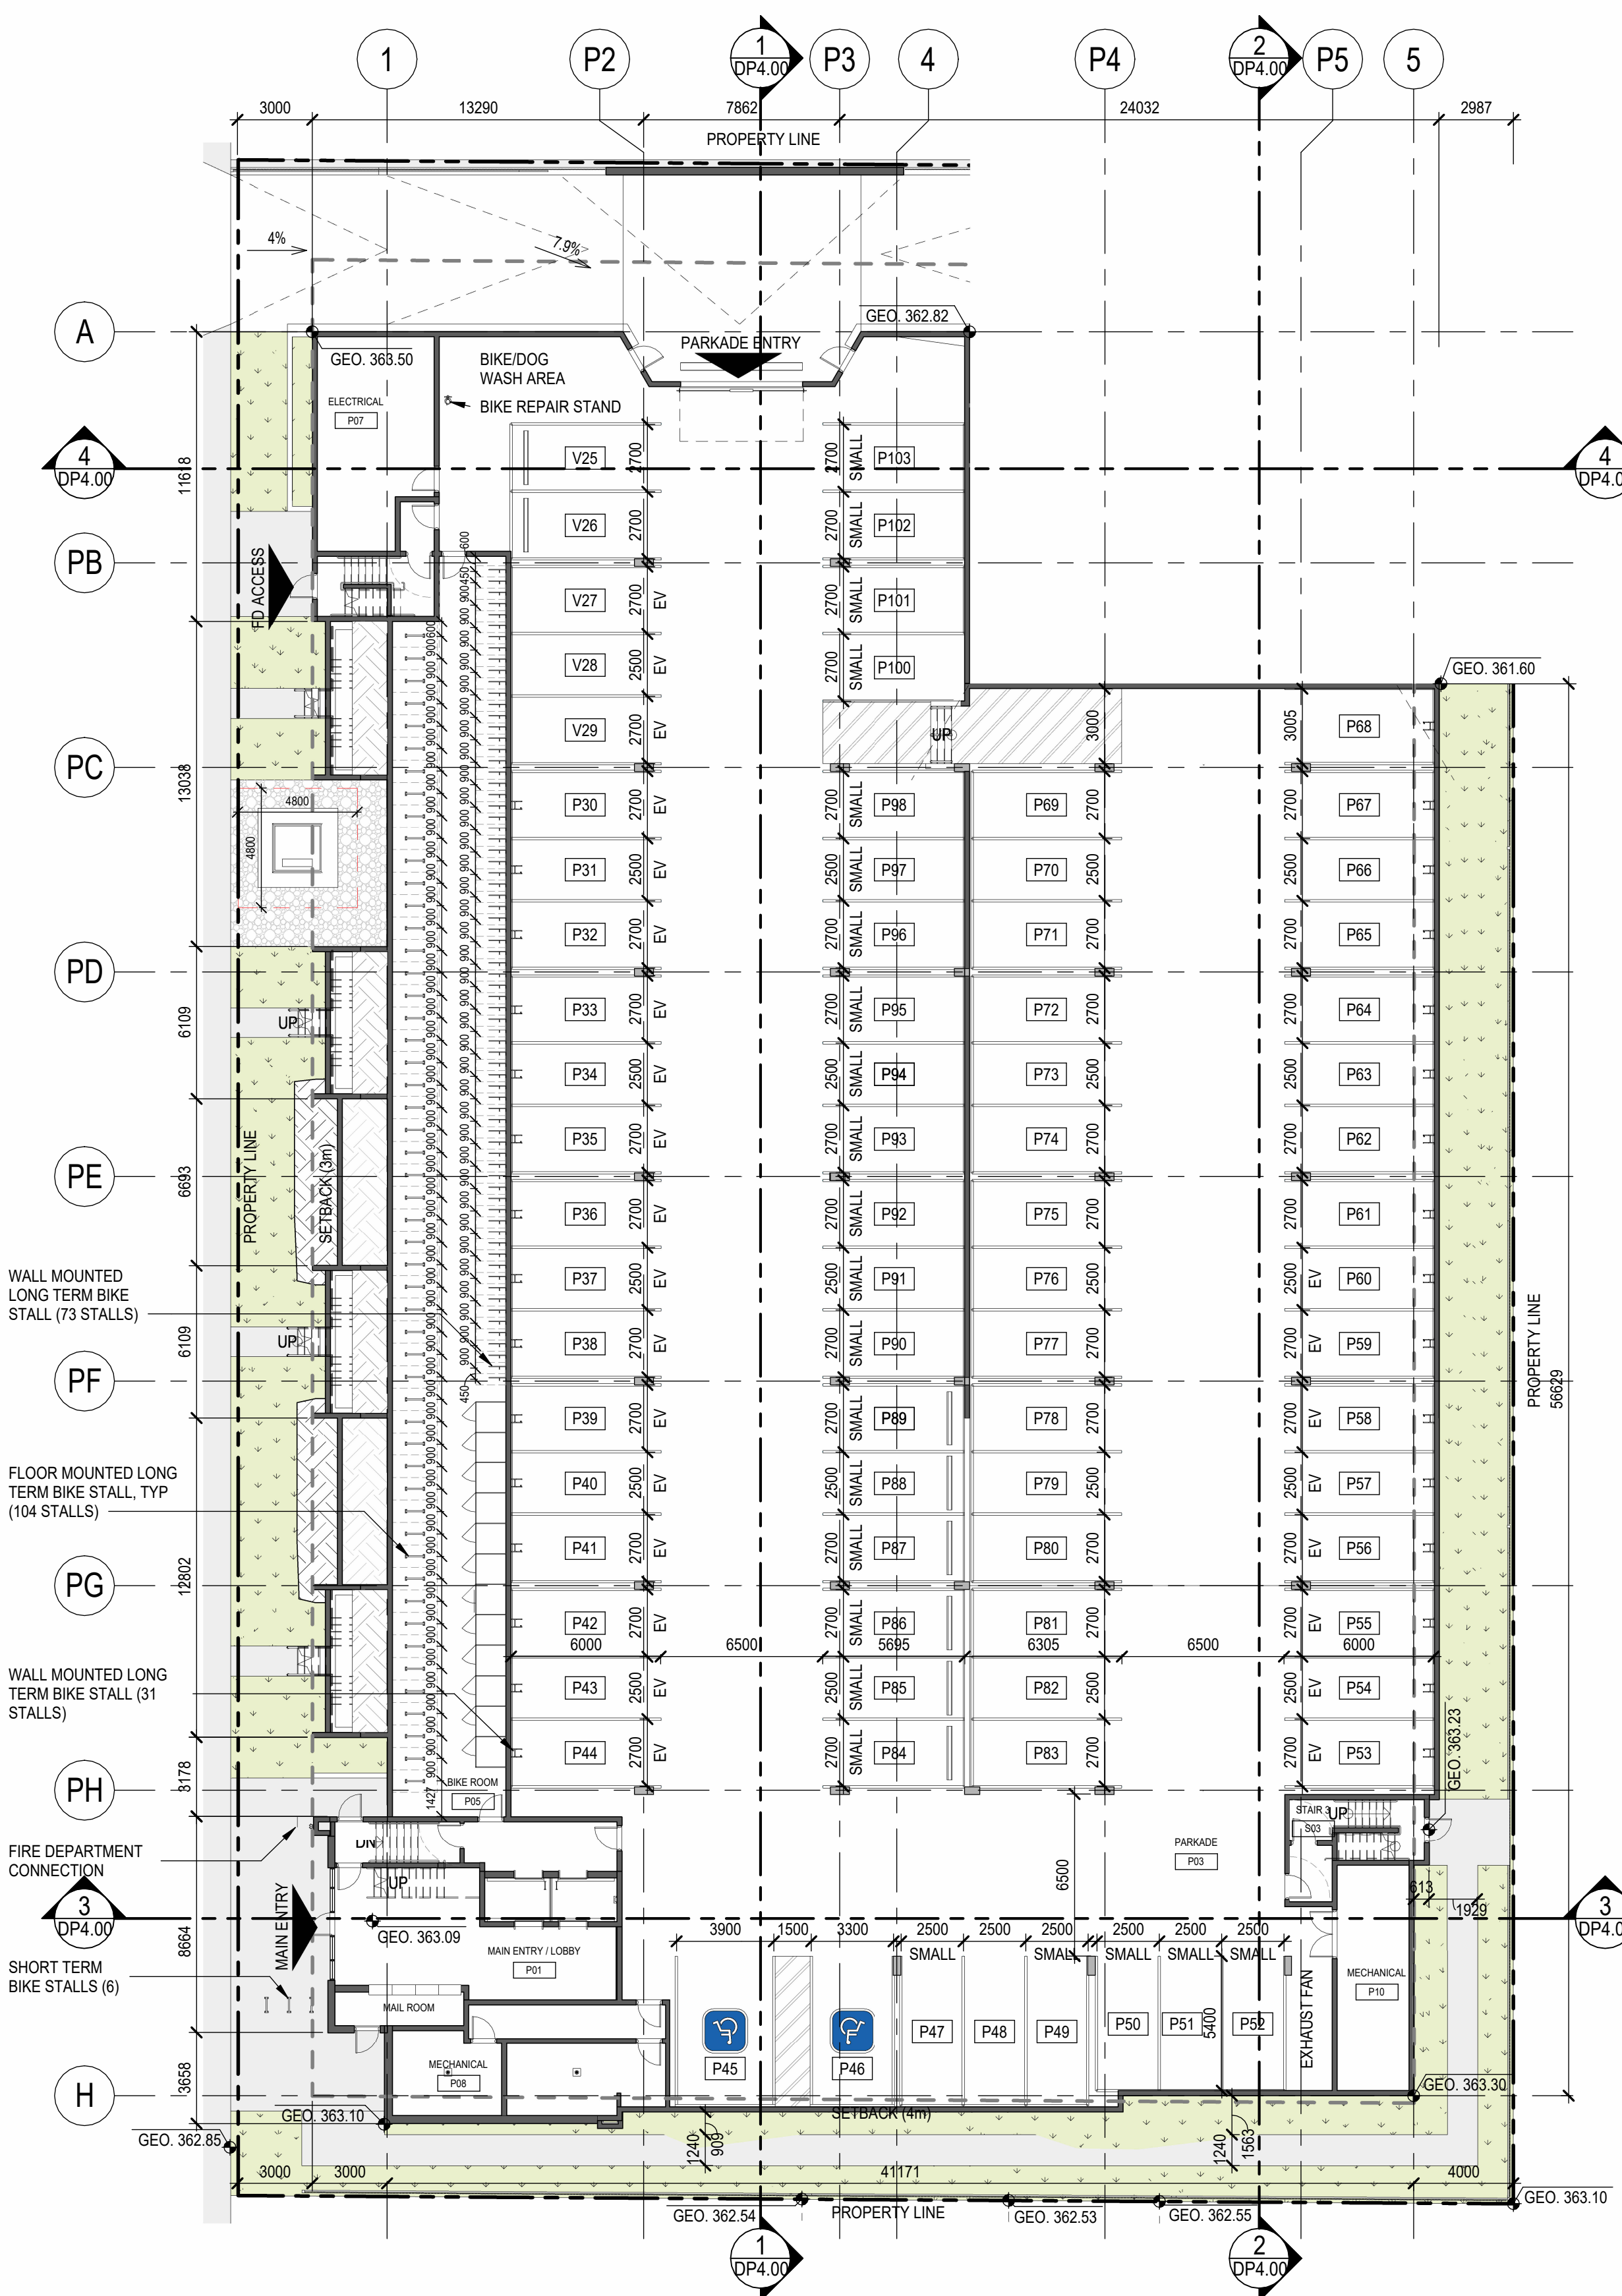 1
P2
1
DP4.00
P3
4
P4
2
DP4.00
P5
5
3000
13290
7862
24032
2987
PROPERTY LINE
4%
7.9%
A
GEO. 362.82
GEO. 363.50
PARKADE ENTRY
BIKE/DOG
WASH AREA
BIKE REPAIR STAND
ELECTRICAL
P07
4
DP4.00
4
DP4.0
11618
V25
2700
2700
SMALL
P103
V26
2700
2700
SMALL
P102
PB
FD ACCESS
600
450
V27
2700
EV
2700
SMALL
P101
V28
2500
EV
2700
SMALL
P100
GEO. 361.60
V29
2700
EV
UP
3000
3005
P68
PC
13038
4800
4800
P30
2700
EV
2700
SMALL
P98
P69
2700
2700
P67
P31
2500
EV
2500
SMALL
P97
P70
2500
2500
P66
P32
2700
EV
2700
SMALL
P96
P71
2700
2700
P65
PD
6109
UP
P33
2700
EV
2700
SMALL
P95
P72
2700
2700
P64
P34
2500
EV
2500
SMALL
P94
P73
2500
2500
P63
P35
2700
EV
2700
SMALL
P93
P74
2700
2700
P62
PE
6693
PROPERTY LINE
SETBACK (3m)
P36
2700
EV
2700
SMALL
P92
P75
2700
2700
P61
WALL MOUNTED
LONG TERM BIKE
STALL (73 STALLS)
P37
2500
EV
2500
SMALL
P91
P76
2500
2500
EV
P60
6109
UP
P38
2700
EV
2700
SMALL
P90
P77
2700
2700
EV
P59
PROPERTY LINE
56629
PF
450
P39
2700
EV
2700
SMALL
P89
P78
2700
2700
EV
P58
FLOOR MOUNTED LONG
TERM BIKE STALL, TYP
(104 STALLS)
P40
2500
EV
2500
SMALL
P88
P79
2500
2500
EV
P57
P41
2700
EV
2700
SMALL
P87
P80
2700
2700
EV
P56
PG
12802
P42
2700
EV
2700
SMALL
P86
P81
2700
2700
EV
P55
6000
6500
5695
6305
6500
6000
WALL MOUNTED LONG
TERM BIKE STALL (31
STALLS)
P43
2500
EV
2500
SMALL
P85
P82
2500
2500
EV
P54
P44
2700
EV
2700
SMALL
P84
P83
2700
2700
EV
P53
GEO. 363.23
PH
3178
1427
BIKE ROOM
P05
STAIR 3
S03
UP
FIRE DEPARTMENT
CONNECTION
DN
UP
PARKADE
P03
6500
613
1929
3
DP4.00
3
DP4.0
MAIN ENTRY
GEO. 363.09
MAIN ENTRY / LOBBY
P01
8664
3900
1500
3300
2500
2500
2500
2500
2500
2500
SMALL
SMALL
SMALL
SMALL
SMALL
SHORT TERM
BIKE STALLS (6)
MAIL ROOM
EXHAUST FAN
MECHANICAL
P10
P45
P46
P47
P48
P49
P50
P51
5400
P52
3658
MECHANICAL
P08
H
GEO. 363.30
GEO. 363.10
SETBACK (4m)
GEO. 362.85
1240
909
1240
1563
3000
3000
41171
4000
GEO. 362.54
PROPERTY LINE
GEO. 362.53
GEO. 362.55
GEO. 363.10
1
DP4.00
2
DP4.00